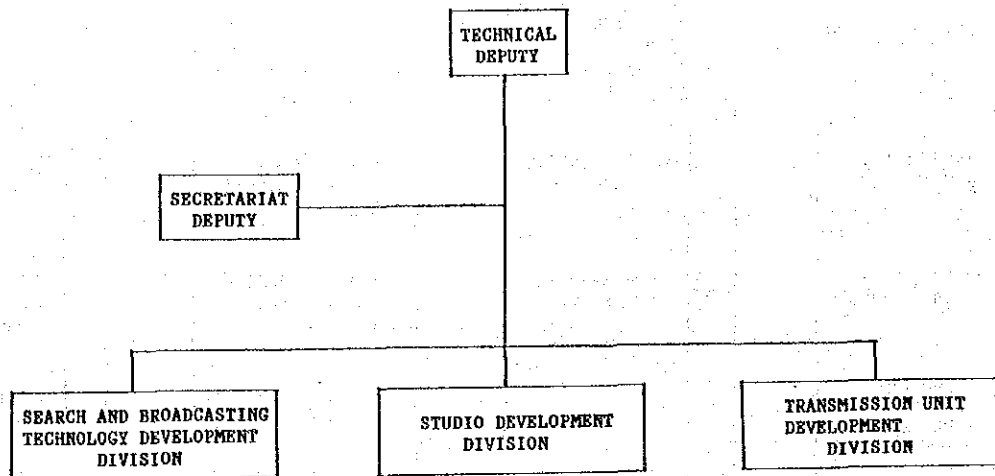 TECHNICAL
DEPUTY
SECRETARIAT
DEPUTY
SEARCH AND BROADCASTING
TECHNOLOGY DEVELOPMENT
DIVISION
STUDIO DEVELOPMENT
DIVISION
TRANSMISSION UNIT
DEVELOPMENT
DIVISION